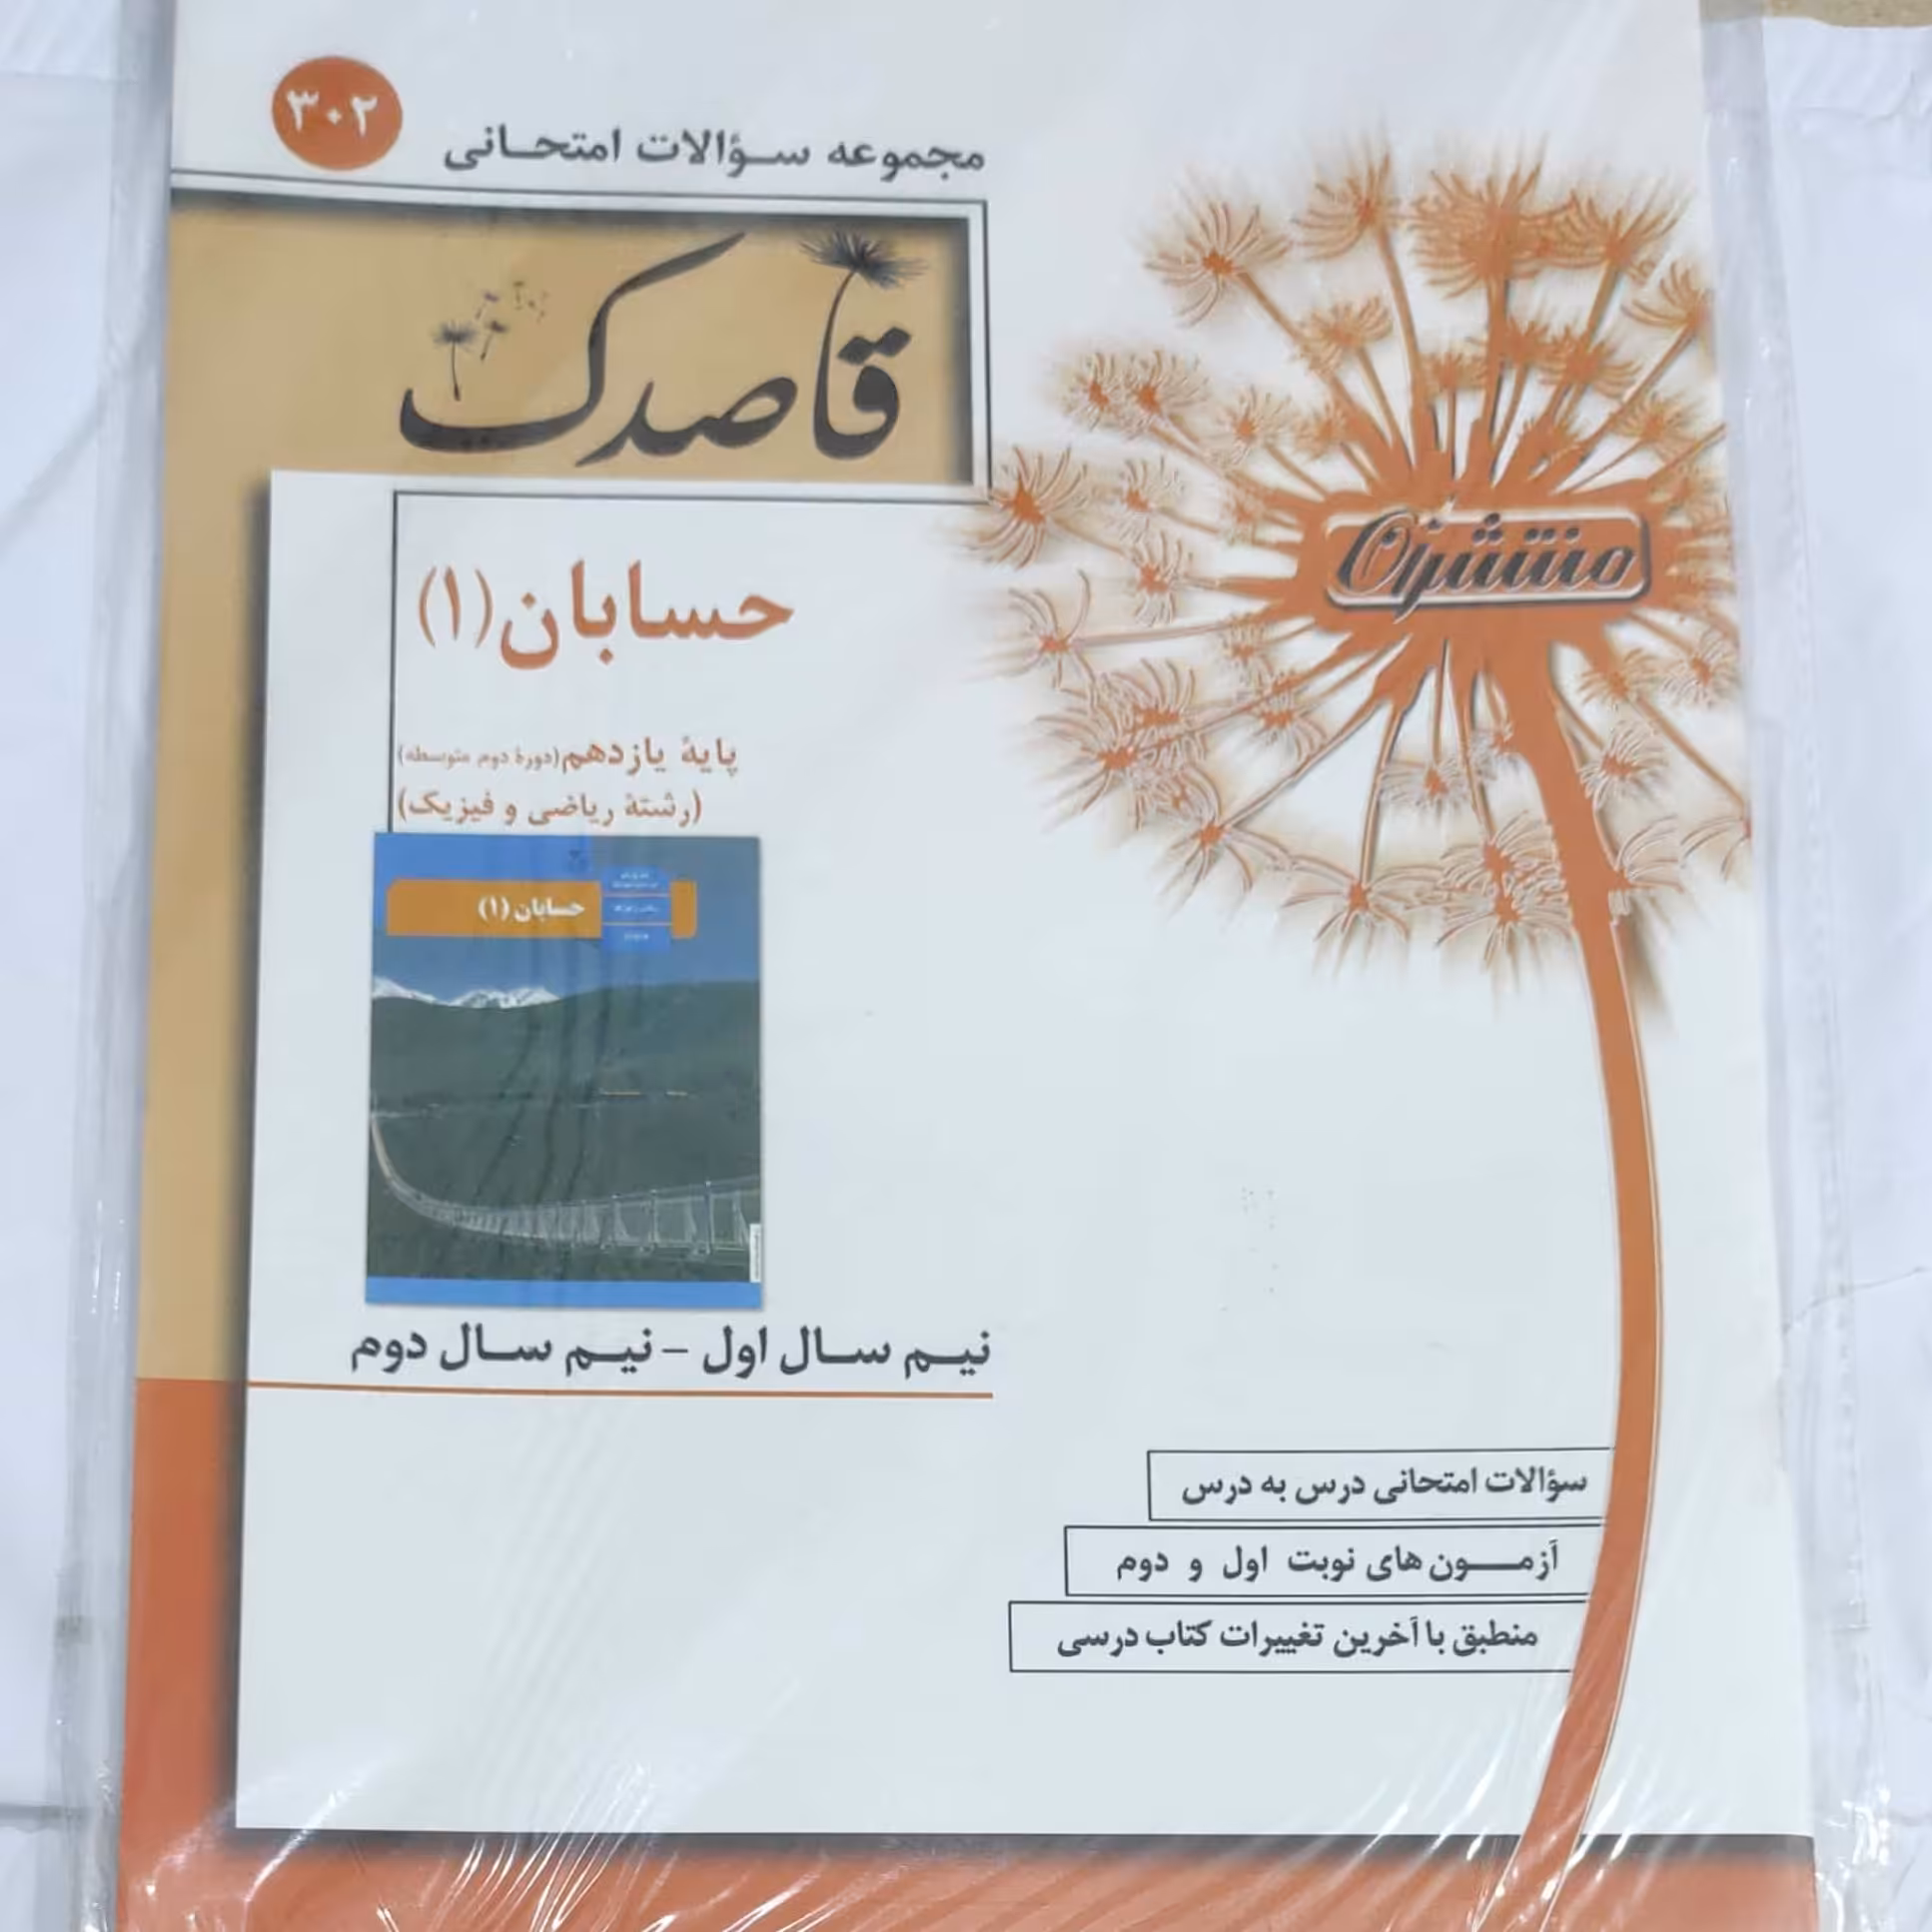 ۳۰۲
مجموعه سؤالات امتحانی
قاصدک
منتشران
حسابان (۱)
پایهٔ یازدهم (دورهٔ دوم متوسطه)
(رشتهٔ ریاضی و فیزیک)
حسابان (۱)
نیم سال اول - نیم سال دوم
سؤالات امتحانی درس به درس
آزمون های نوبت اول و دوم
منطبق با آخرین تغییرات کتاب درسی